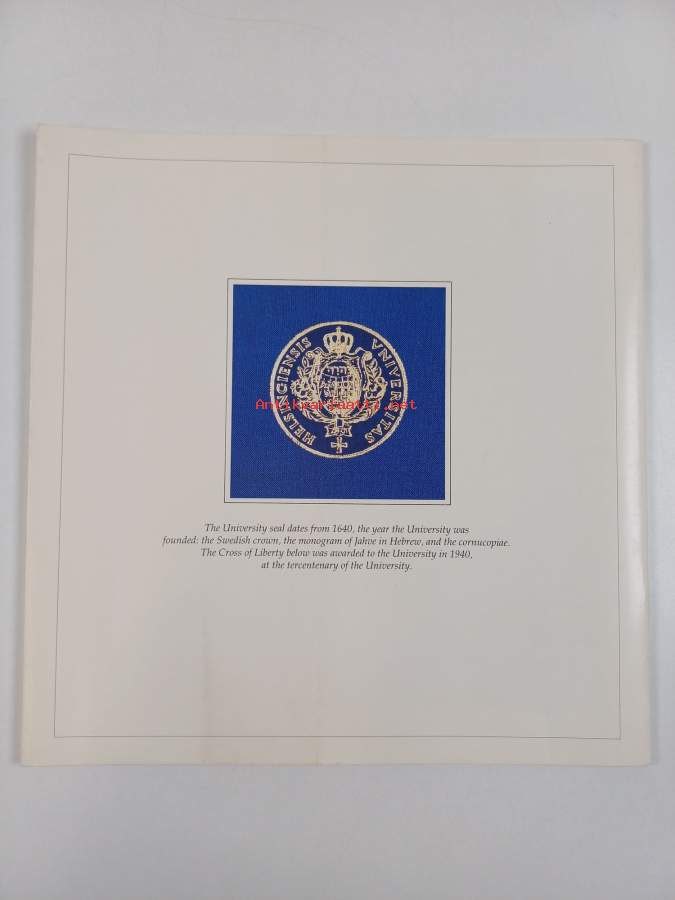 HELSINGIENSIS VNIVERSITAS
Antikvariaatti.net
The University seal dates from 1640, the year the University was
founded: the Swedish crown, the monogram of Jahve in Hebrew, and the cornucopiae.
The Cross of Liberty below was awarded to the University in 1940,
at the tercentenary of the University.